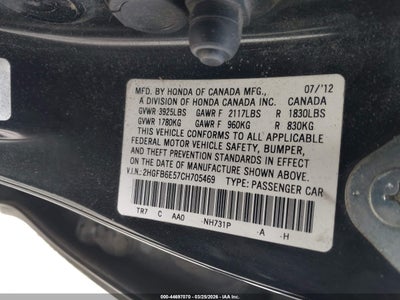 MFD. BY HONDA OF CANADA MFG., 07/'12
A DIVISION OF HONDA CANADA INC. CANADA
GVWR 3925LBS GAWR F 2117LBS R 1830LBS
GVWR 1780KG GAWR F 960KG R 830KG
THIS VEHICLE CONFORMS TO ALL APPLICABLE
FEDERAL MOTOR VEHICLE SAFETY, BUMPER,
AND THEFT PREVENTION STANDARDS IN EFFECT
ON THE DATE OF MANUFACTURE SHOWN ABOVE.
V.I.N.: 2HGFB6E57CH705469 TYPE: PASSENGER CAR
TR7 C AA0 NH731P A -H
000-44697070 - 03/25/2026 - IAAI.COM